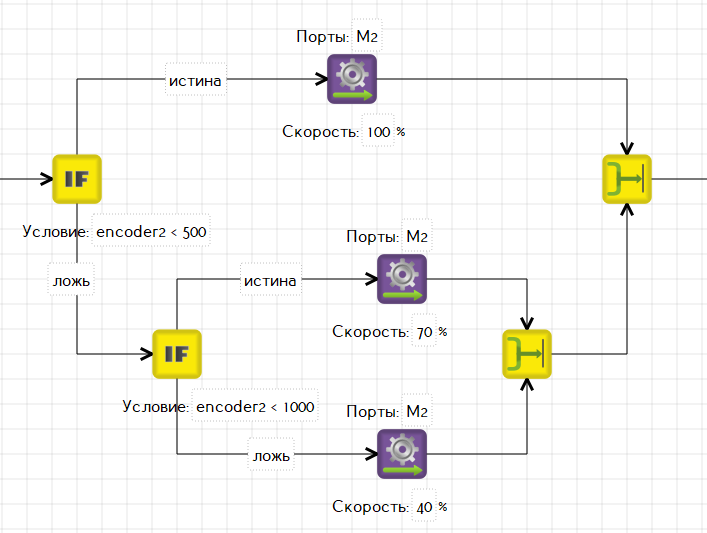 Порты: M2
истина
Скорость: 100 %
IF
Условие: encoder2 < 500
Порты: M2
ложь
истина
Скорость: 70 %
IF
Условие: encoder2 < 1000
Порты: M2
ложь
Скорость: 40 %